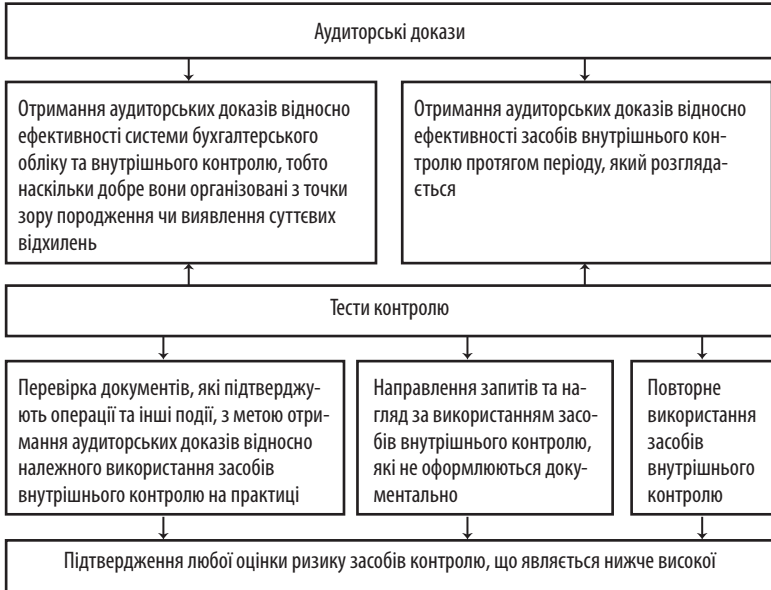 Аудиторські докази
Отримання аудиторських доказів відносно
ефективності системи бухгалтерського
обліку та внутрішнього контролю, тобто
наскільки добре вони організовані з точки
зору породження чи виявлення суттєвих
відхилень
Отримання аудиторських доказів відносно
ефективності засобів внутрішнього кон-
тролю протягом періоду, який розгляда-
ється
Тести контролю
Перевірка документів, які підтверджу-
ють операції та інші події, з метою отри-
мання аудиторських доказів відносно
належного використання засобів
внутрішнього контролю на практиці
Направлення запитів та на-
гляд за використанням засо-
бів внутрішнього контролю,
які не оформлюються доку-
ментально
Повторне
використання
засобів
внутрішнього
контролю
Підтвердження любої оцінки ризику засобів контролю, що являється нижче високої